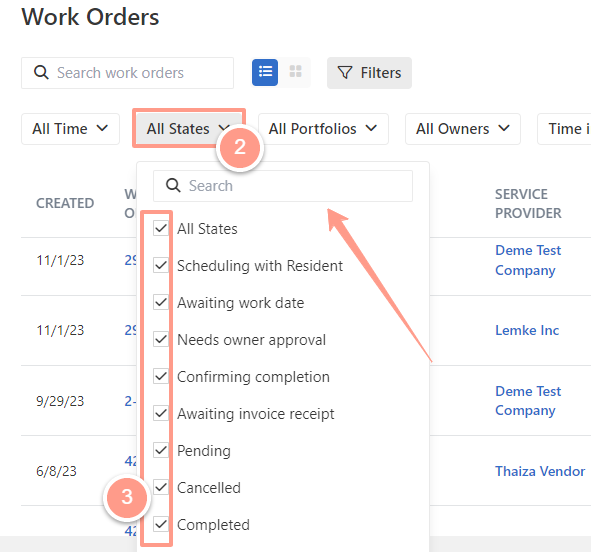 Work Orders
Search work orders
Filters
All Time
All States
All Portfolios
All Owners
Time i
2
Search
CREATED
W
O
SERVICE
PROVIDER
All States
11/1/23
29
Deme Test
Company
Scheduling with Resident
Awaiting work date
11/1/23
29
Lemke Inc
Needs owner approval
Confirming completion
9/29/23
2-
Deme Test
Company
Awaiting invoice receipt
Pending
6/8/23
42
Thaiza Vendor
Cancelled
3
Completed
42